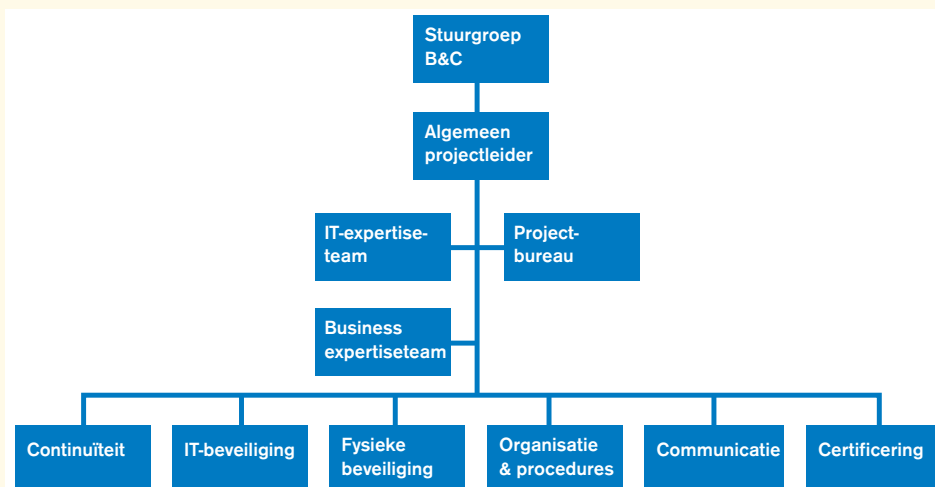 Stuurgroep
B&C
Algemeen
projectleider
IT-expertise-
team
Project-
bureau
Business
expertiseteam
Continuïteit
IT-beveiliging
Fysieke
beveiliging
Organisatie
& procedures
Communicatie
Certificering